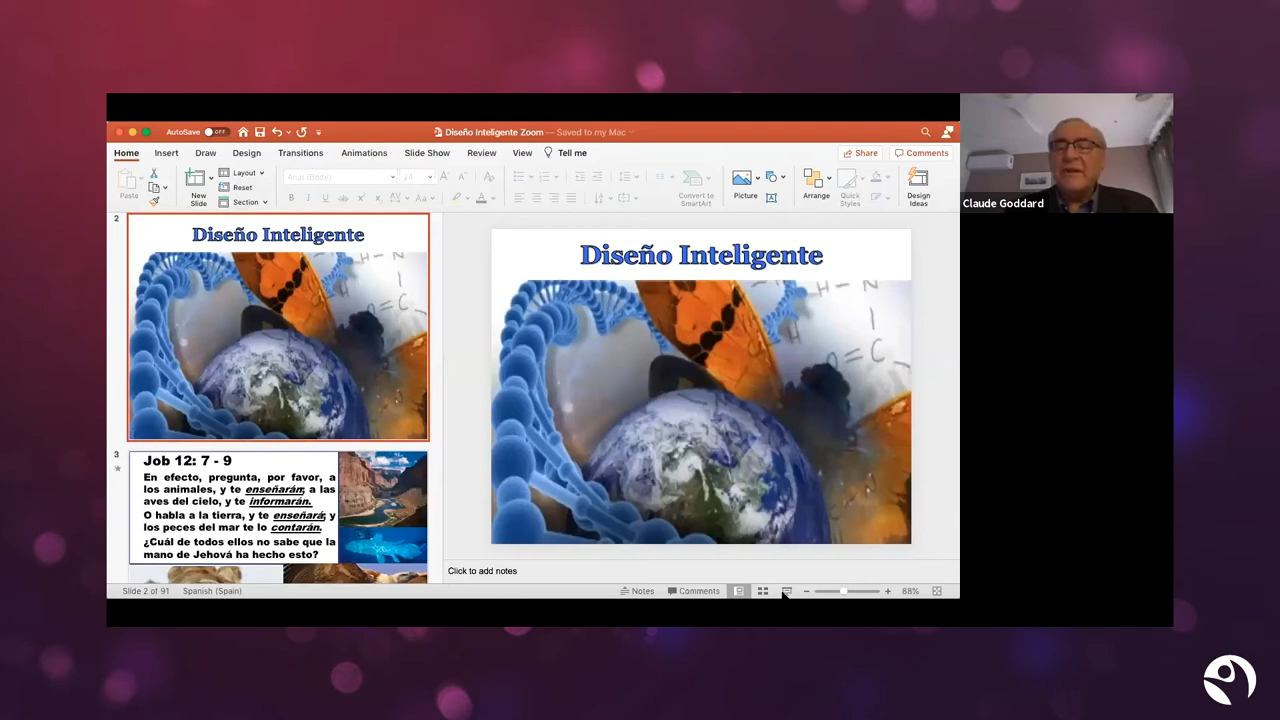 AutoSave OFF
Diseño Inteligente Zoom — Saved to my Mac
Home Insert Draw Design Transitions Animations Slide Show Review View Tell me Share Comments
Paste
New Slide
Layout
Reset
Section
Arial (Body) 24
B I U
Convert to SmartArt
Picture
Arrange
Quick Styles
Design Ideas
Claude Goddard
2
Diseño Inteligente
3
Job 12: 7 - 9
En efecto, pregunta, por favor, a
los animales, y te enseñarán; a las
aves del cielo, y te informarán.
O habla a la tierra, y te enseñará; y
los peces del mar te lo contarán.
¿Cuál de todos ellos no sabe que la
mano de Jehová ha hecho esto?
Diseño Inteligente
H – N
O = C
Click to add notes
Slide 2 of 91 Spanish (Spain) Notes Comments 88%